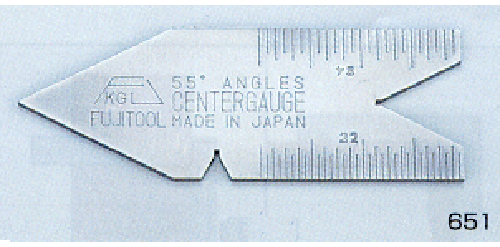 55° ANGLES
KGL CENTERGAUGE
FUJITOOL MADE IN JAPAN
32
651